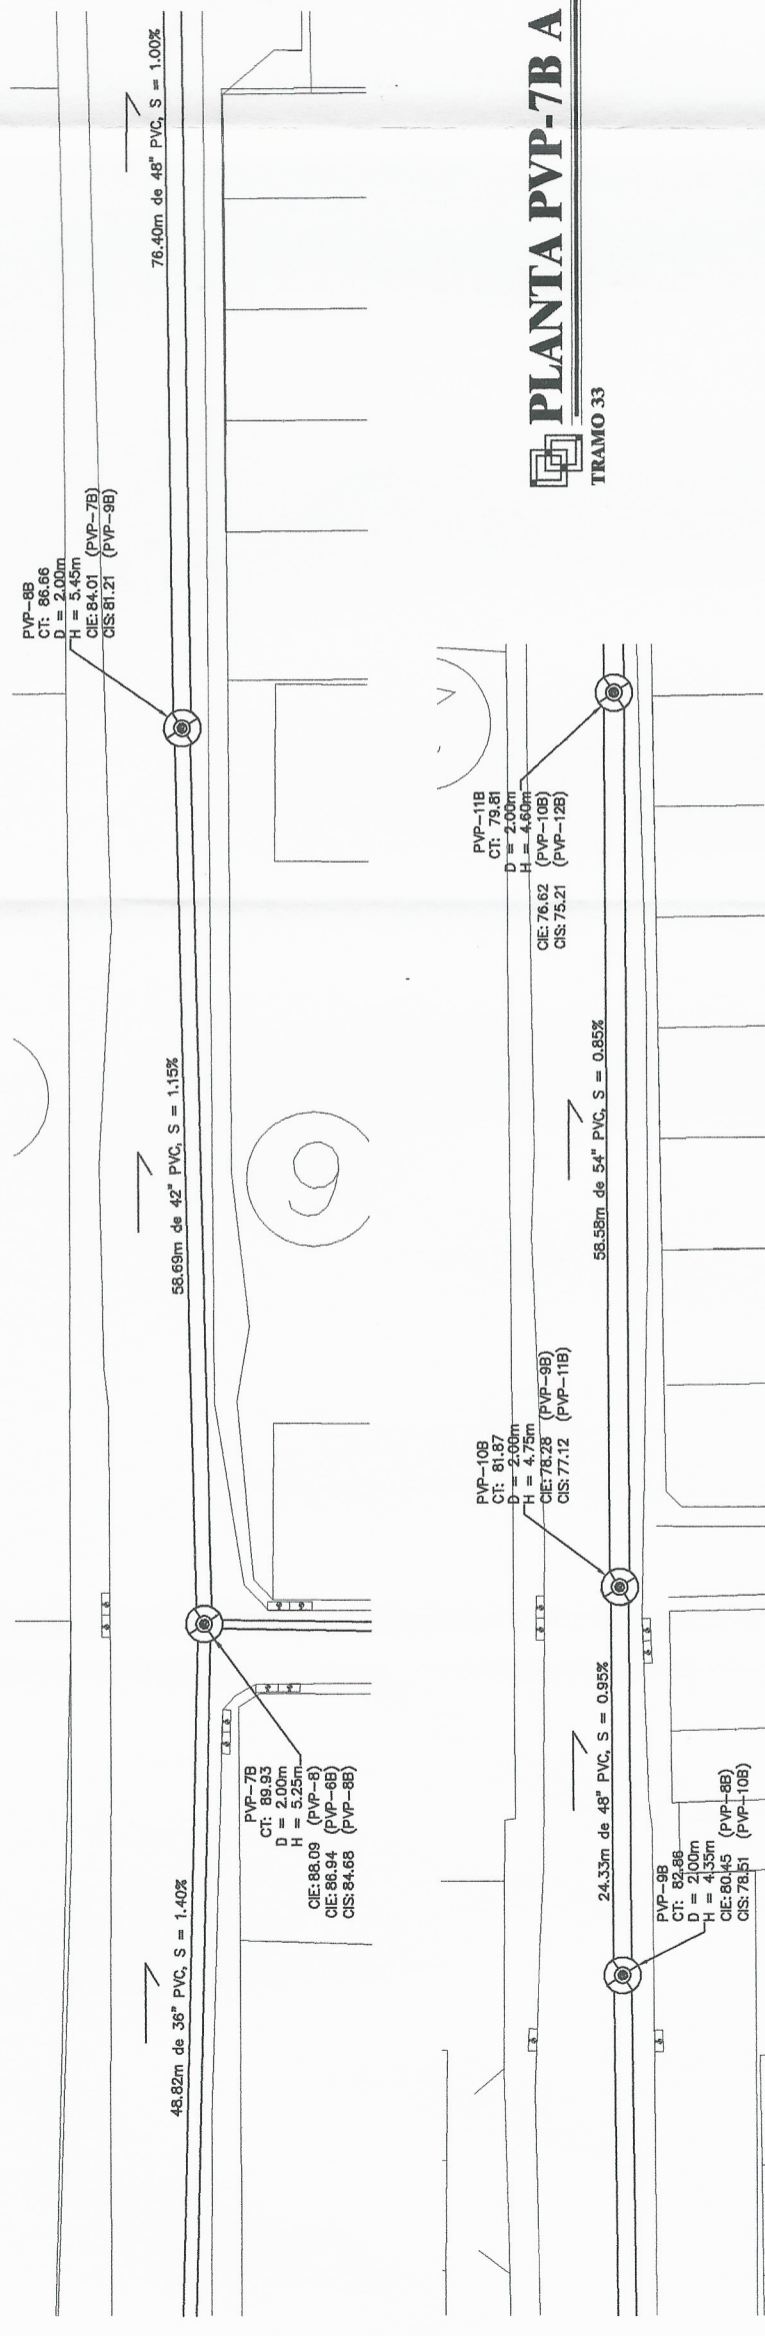 48.82m de 36" PVC, S = 1.40%
PVP-7B
CT: 89.93
D = 2.00m
H = 5.25m
CIE: 88.09 (PVP-8)
CIE: 86.94 (PVP-6B)
CIS: 84.68 (PVP-8B)
58.69m de 42" PVC, S = 1.15%
PVP-8B
CT: 86.66
D = 2.00m
H = 5.45m
CIE: 84.01 (PVP-7B)
CIS: 81.21 (PVP-9B)
76.40m de 48" PVC, S = 1.00%
PVP-9B
CT: 82.86
D = 2.00m
H = 4.35m
CIE: 80.45 (PVP-8B)
CIS: 78.51 (PVP-10B)
24.33m de 48" PVC, S = 0.95%
PVP-10B
CT: 81.87
D = 2.00m
H = 4.75m
CIE: 78.28 (PVP-9B)
CIS: 77.12 (PVP-11B)
58.58m de 54" PVC, S = 0.85%
PVP-11B
CT: 79.81
D = 2.00m
H = 4.60m
CIE: 76.62 (PVP-10B)
CIS: 75.21 (PVP-12B)
PLANTA PVP-7B A
TRAMO 33